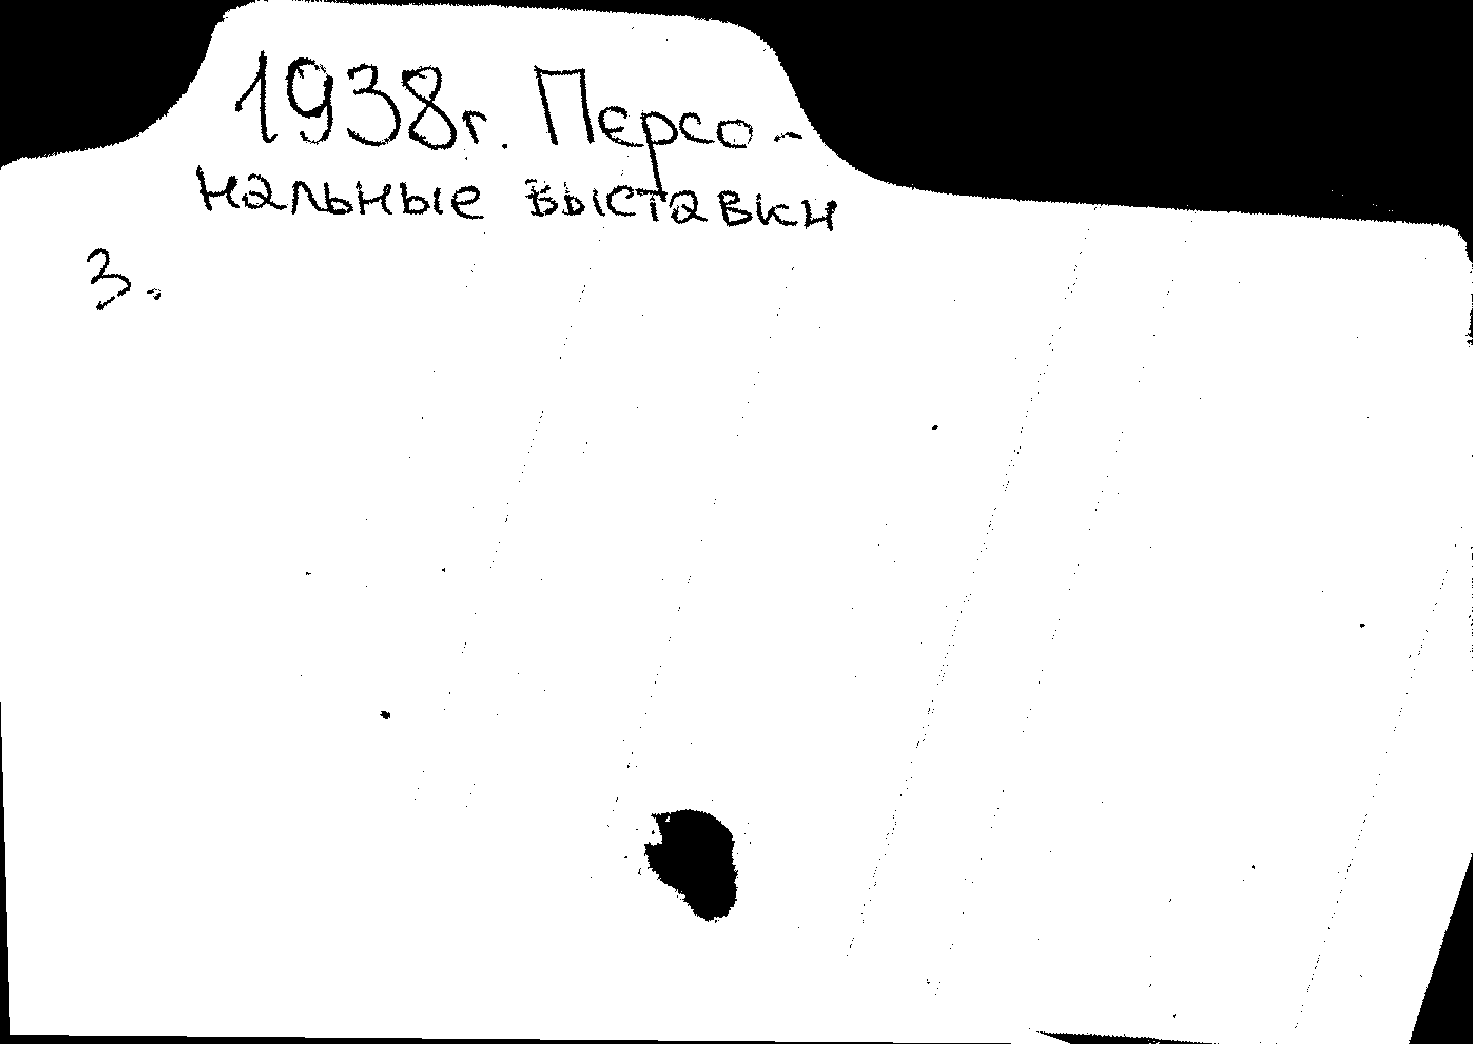 1938г. Персо-
нальные выставки
3.